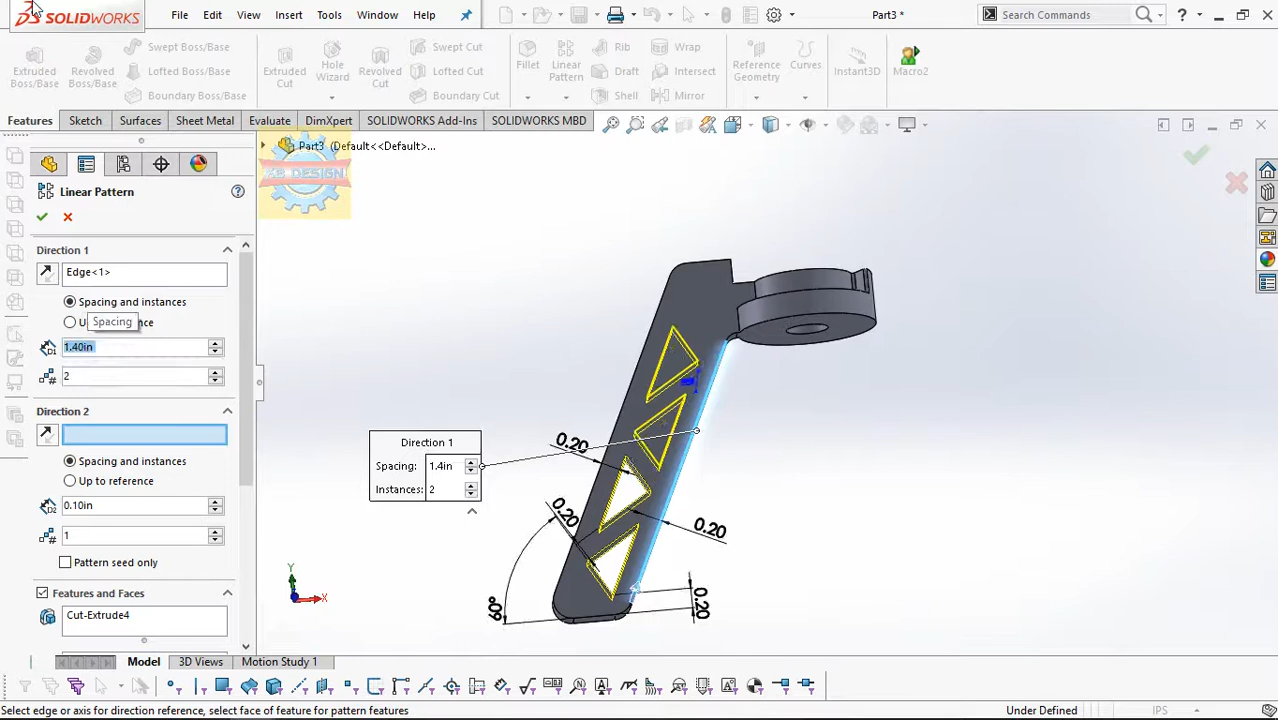 SOLIDWORKS File Edit View Insert Tools Window Help Part3 * Search Commands ?
Extruded Boss/Base Revolved Boss/Base Swept Boss/Base Lofted Boss/Base Boundary Boss/Base Extruded Cut Hole Wizard Revolved Cut Swept Cut Lofted Cut Boundary Cut Fillet Linear Pattern Rib Draft Shell Wrap Intersect Mirror Reference Geometry Curves Instant3D Macro2
Features Sketch Surfaces Sheet Metal Evaluate DimXpert SOLIDWORKS Add-Ins SOLIDWORKS MBD
Part3 (Default<<Default>...
Linear Pattern ?
Direction 1
Edge<1>
Spacing and instances
Spacing
1.40in
2
Direction 2
Spacing and instances
Up to reference
0.10in
1
Pattern seed only
Features and Faces
Cut-Extrude4
Direction 1
Spacing: 1.4in
Instances: 2
0.20
0.20
0.20
0.20
60°
Y
X
Model 3D Views Motion Study 1
Select edge or axis for direction reference, select face of feature for pattern features Under Defined IPS